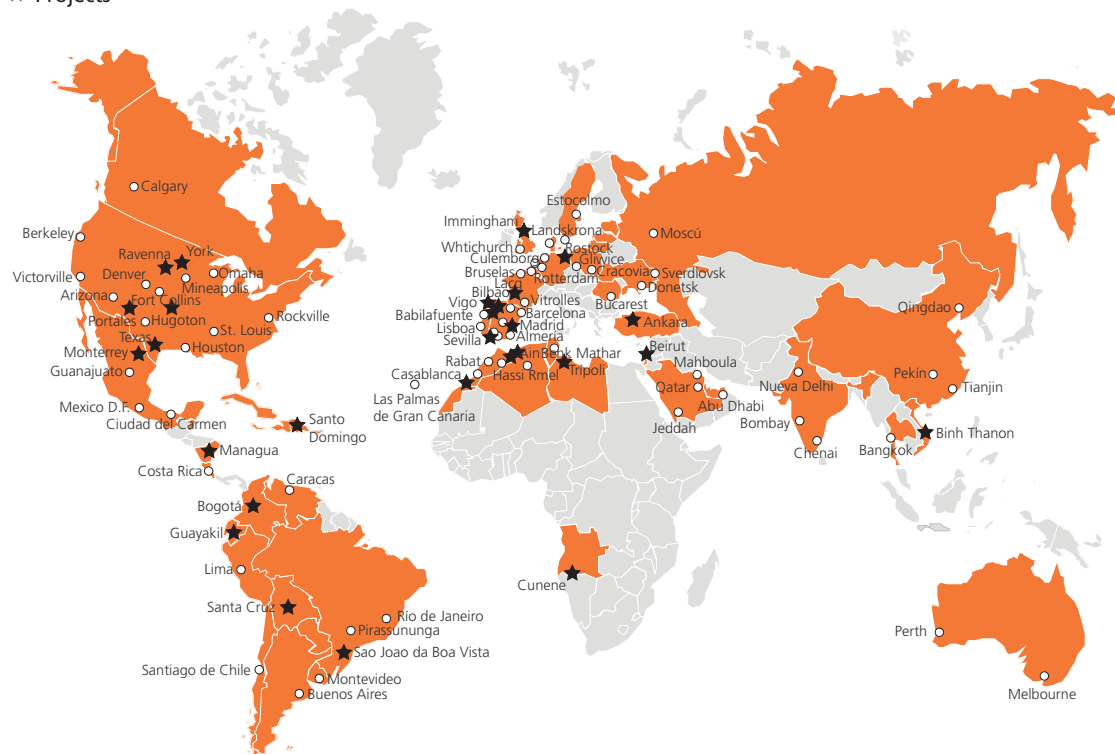 Projects
Calgary
Berkeley
Ravenna
York
Victorville
Denver
Omaha
Mineapolis
Arizona
Fort Collins
Portales
Hugoton
Rockville
St. Louis
Texas
Monterrey
Houston
Guanajuato
Mexico D.F.
Ciudad del Carmen
Santo
Domingo
Managua
Costa Rica
Caracas
Bogotá
Guayakil
Lima
Santa Cruz
Río de Janeiro
Pirassununga
Sao Joao da Boa Vista
Santiago de Chile
Montevideo
Buenos Aires
Estocolmo
Immingham
Landskrona
Whtichurch
Rostock
Culemborg
Gliwice
Bruselas
Rotterdam
Cracovia
Sverdlovsk
Lacq
Donetsk
Bilbao
Bucarest
Vigo
Vitrolles
Babilafuente
Barcelona
Lisboa
Madrid
Sevilla
Almería
Ankara
Moscú
Rabat
AinBenk Mathar
Beirut
Casablanca
Hassi Rmel
Tripoli
Las Palmas
de Gran Canaria
Mahboula
Qatar
Abu Dhabi
Jeddah
Cunene
Qingdao
Nueva Delhi
Pekín
Tianjin
Bombay
Chenai
Bangkok
Binh Thanon
Perth
Melbourne